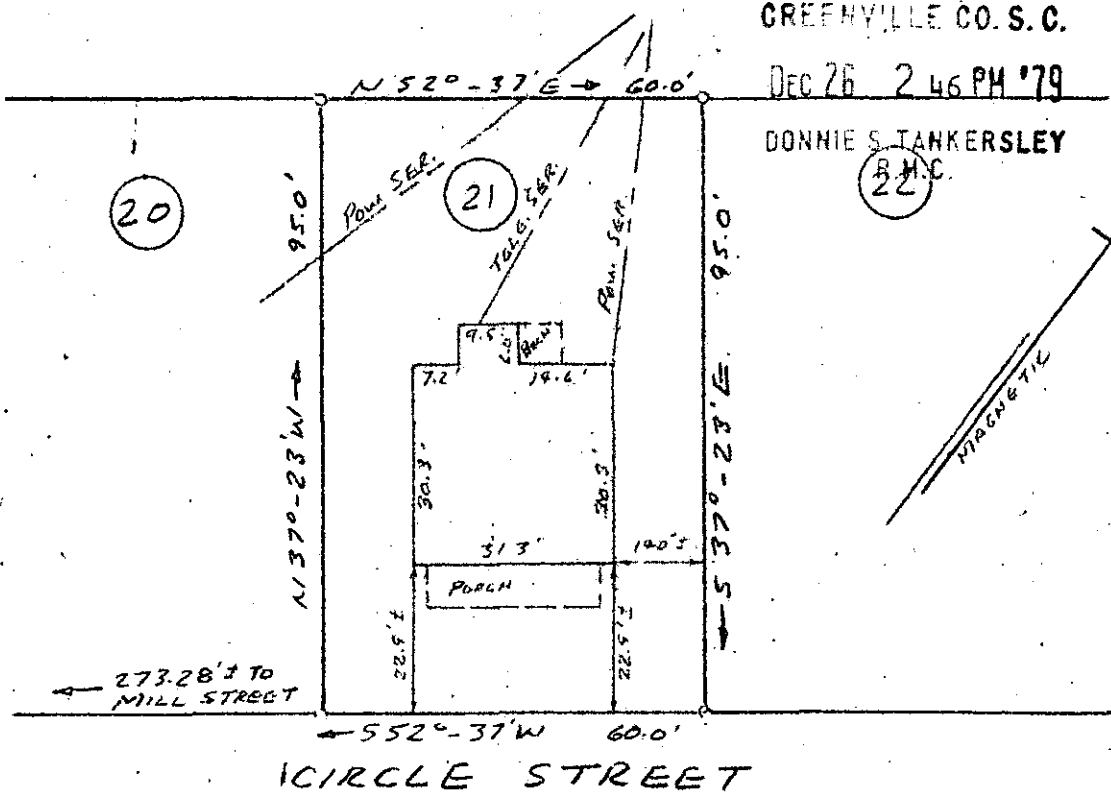 GREENVILLE CO. S. C.
DEC 26 2 46 PM '79
DONNIE S. TANKERSLEY
R.M.C.
N 52°-37' E → 60.0'
20
21
22
95.0'
POW. SER.
TELE. SER.
POW. SER.
95.0'
N 37°-23' W →
9.5'
6.0'
7.2'
14.6'
30.3'
30.3'
31.3'
14.0'±
PORCH
22.5'±
22.5'±
← S 37°-23' E
MAGNETIC
← 273.28'± TO
MILL STREET
← S 52°-37' W 60.0'
CIRCLE STREET